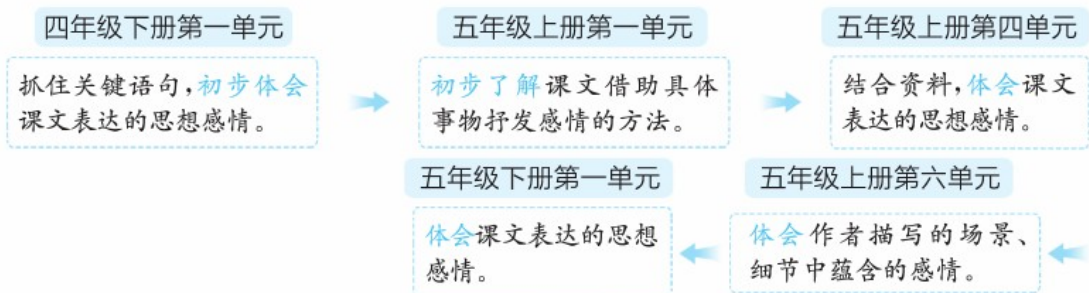 四年级下册第一单元
抓住关键语句,初步体会
课文表达的思想感情。
五年级上册第一单元
初步了解课文借助具体
事物抒发感情的方法。
五年级上册第四单元
结合资料,体会课文
表达的思想感情。
五年级上册第六单元
体会作者描写的场景、
细节中蕴含的感情。
五年级下册第一单元
体会课文表达的思想
感情。